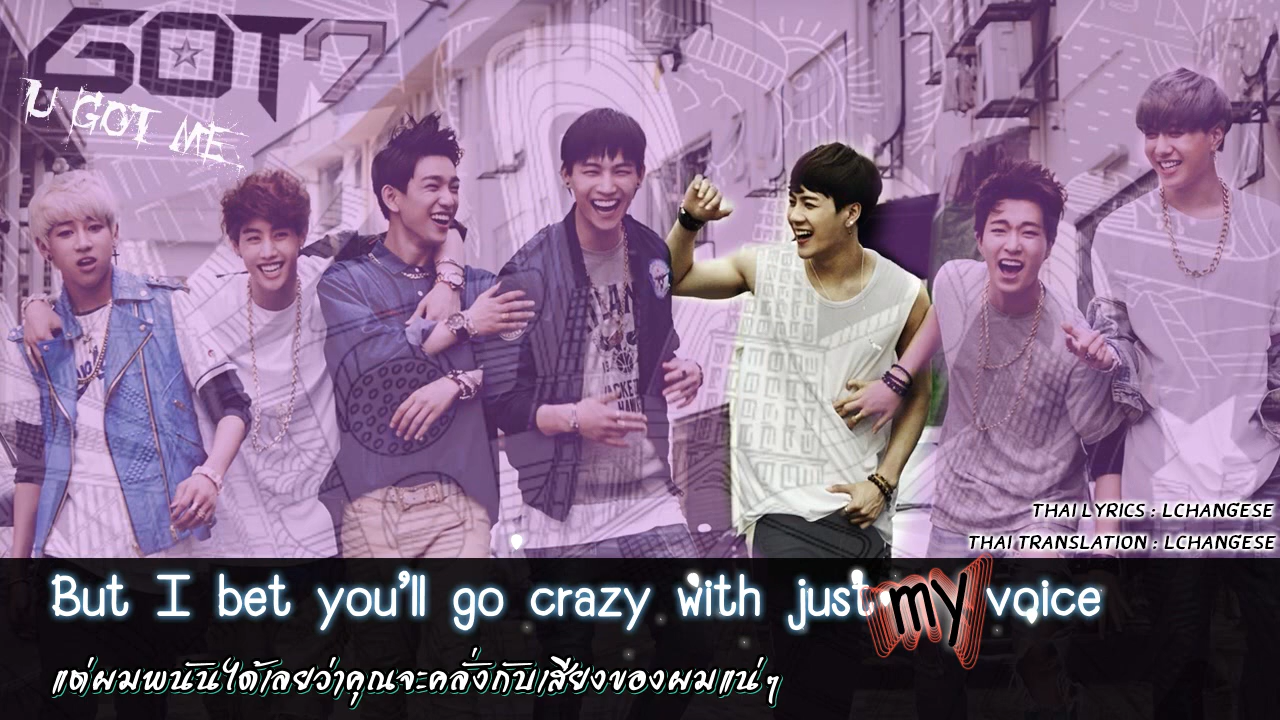 GOT7
U GOT ME
THAI LYRICS : LCHANGESE
THAI TRANSLATION : LCHANGESE
But I bet you'll go crazy with just my voice
แต่ผมพนันได้เลยว่าคุณจะคลั่งกับเสียงของผมแน่ๆ